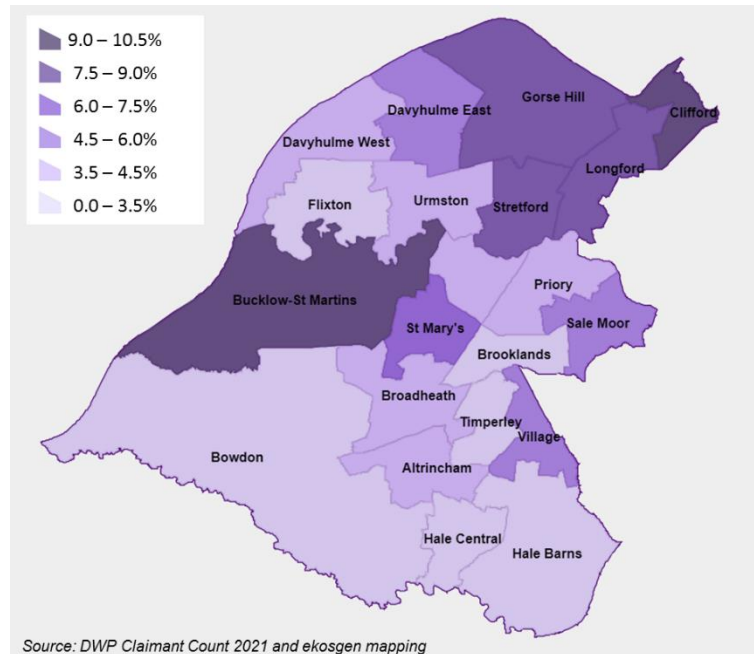 9.0 – 10.5%
7.5 – 9.0%
6.0 – 7.5%
4.5 – 6.0%
3.5 – 4.5%
0.0 – 3.5%
Gorse Hill
Davyhulme East
Clifford
Davyhulme West
Longford
Flixton
Urmston
Stretford
Priory
Bucklow-St Martins
Sale Moor
St Mary's
Brooklands
Broadheath
Timperley
Village
Bowdon
Altrincham
Hale Central
Hale Barns
Source: DWP Claimant Count 2021 and ekosgen mapping